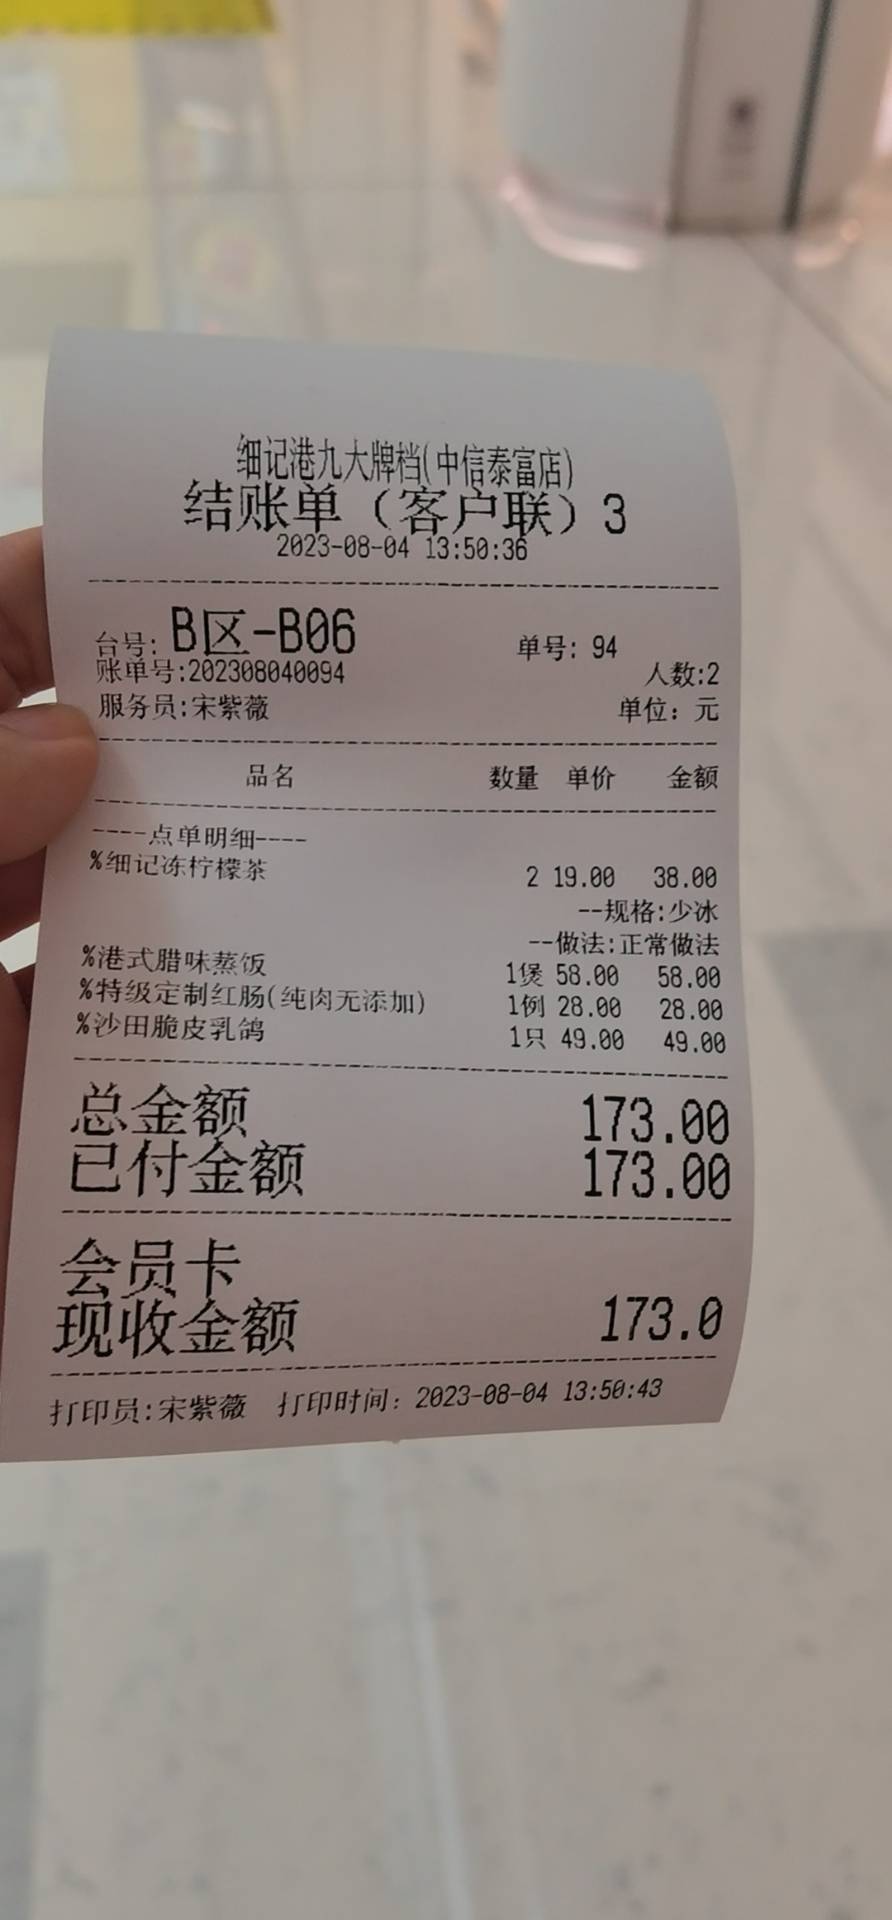 细记港九大牌档(中信泰富店)
结账单（客户联）3
2023-08-04 13:50:36
台号: B区-B06 单号: 94
账单号:202308040094 人数:2
服务员:宋紫薇 单位: 元
品名 数量 单价 金额
----点单明细----
%细记冻柠檬茶 2 19.00 38.00
--规格:少冰
--做法:正常做法
%港式腊味蒸饭 1煲 58.00 58.00
%特级定制红肠(纯肉无添加) 1例 28.00 28.00
%沙田脆皮乳鸽 1只 49.00 49.00
总金额 173.00
已付金额 173.00
会员卡
现收金额 173.0
打印员:宋紫薇 打印时间: 2023-08-04 13:50:43